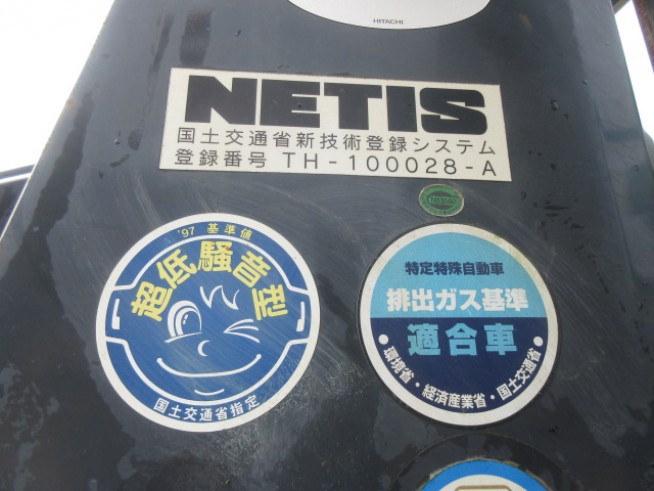 HITACHI
NETIS
国土交通省新技術登録システム
登録番号 TH-100028-A
'97 基準値
超低騒音型
国土交通省指定
特定特殊自動車
排出ガス基準
適合車
・環境省・経済産業省・国土交通省・